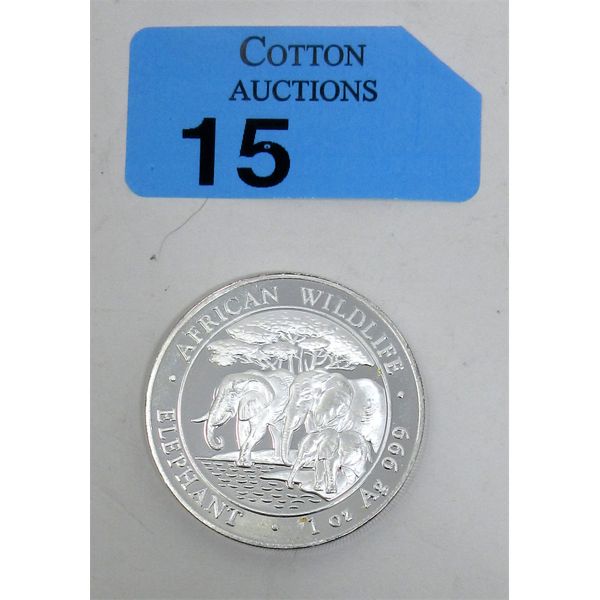 COTTON
AUCTIONS
15
· AFRICAN WILDLIFE ·
ELEPHANT · 1 oz Ag 999